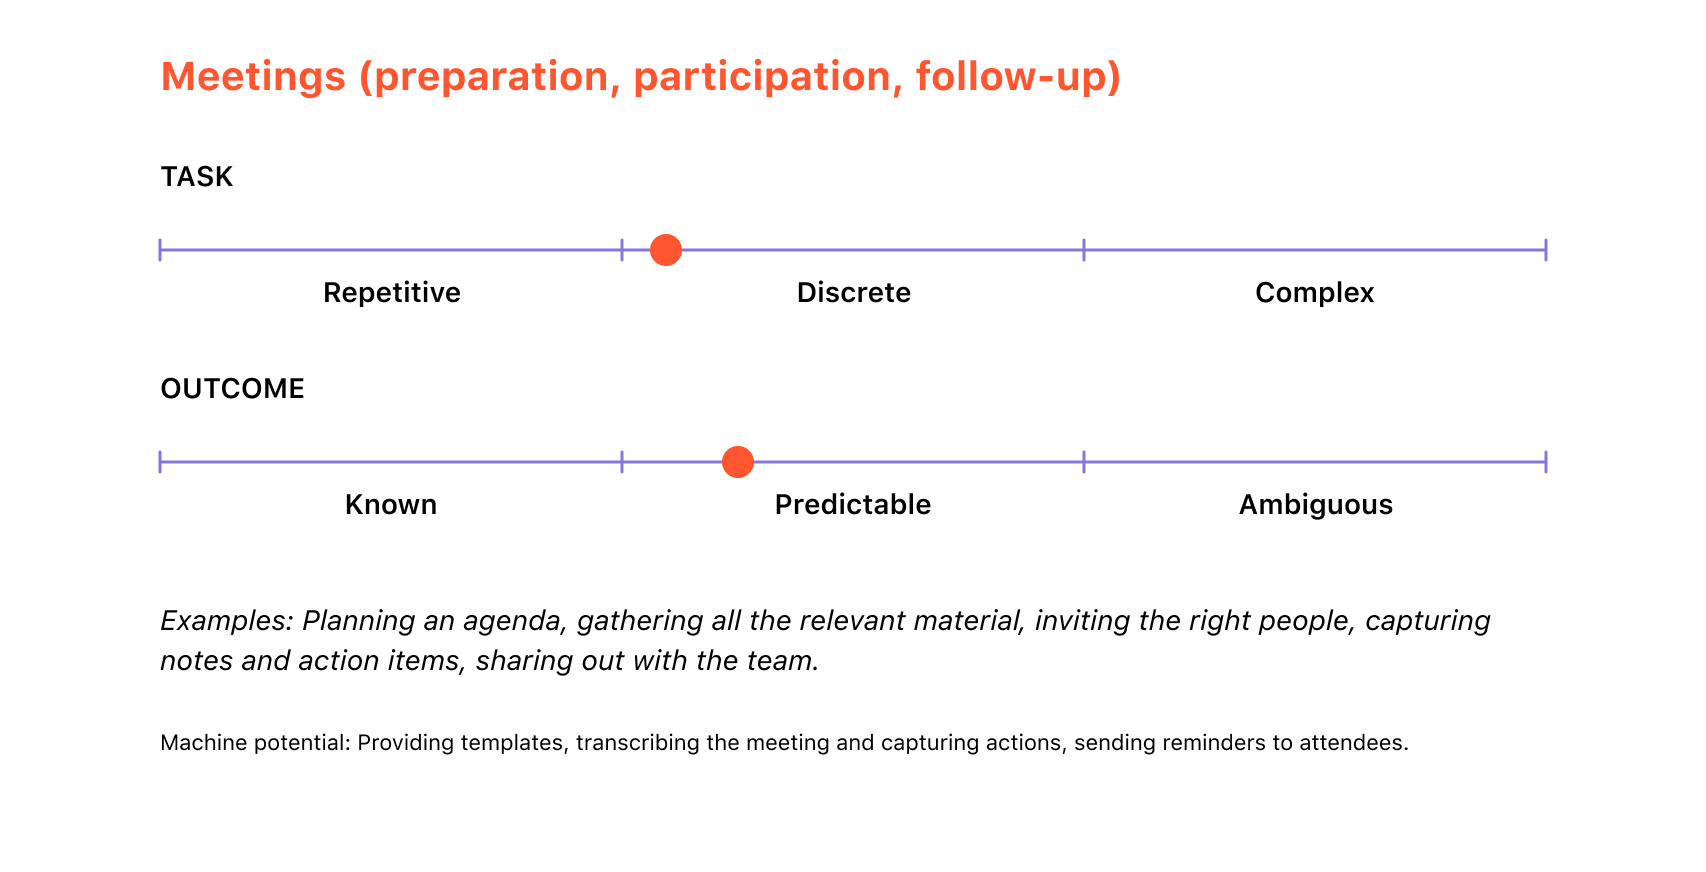 Meetings (preparation, participation, follow-up)
TASK
Repetitive
Discrete
Complex
OUTCOME
Known
Predictable
Ambiguous
Examples: Planning an agenda, gathering all the relevant material, inviting the right people, capturing
notes and action items, sharing out with the team.
Machine potential: Providing templates, transcribing the meeting and capturing actions, sending reminders to attendees.